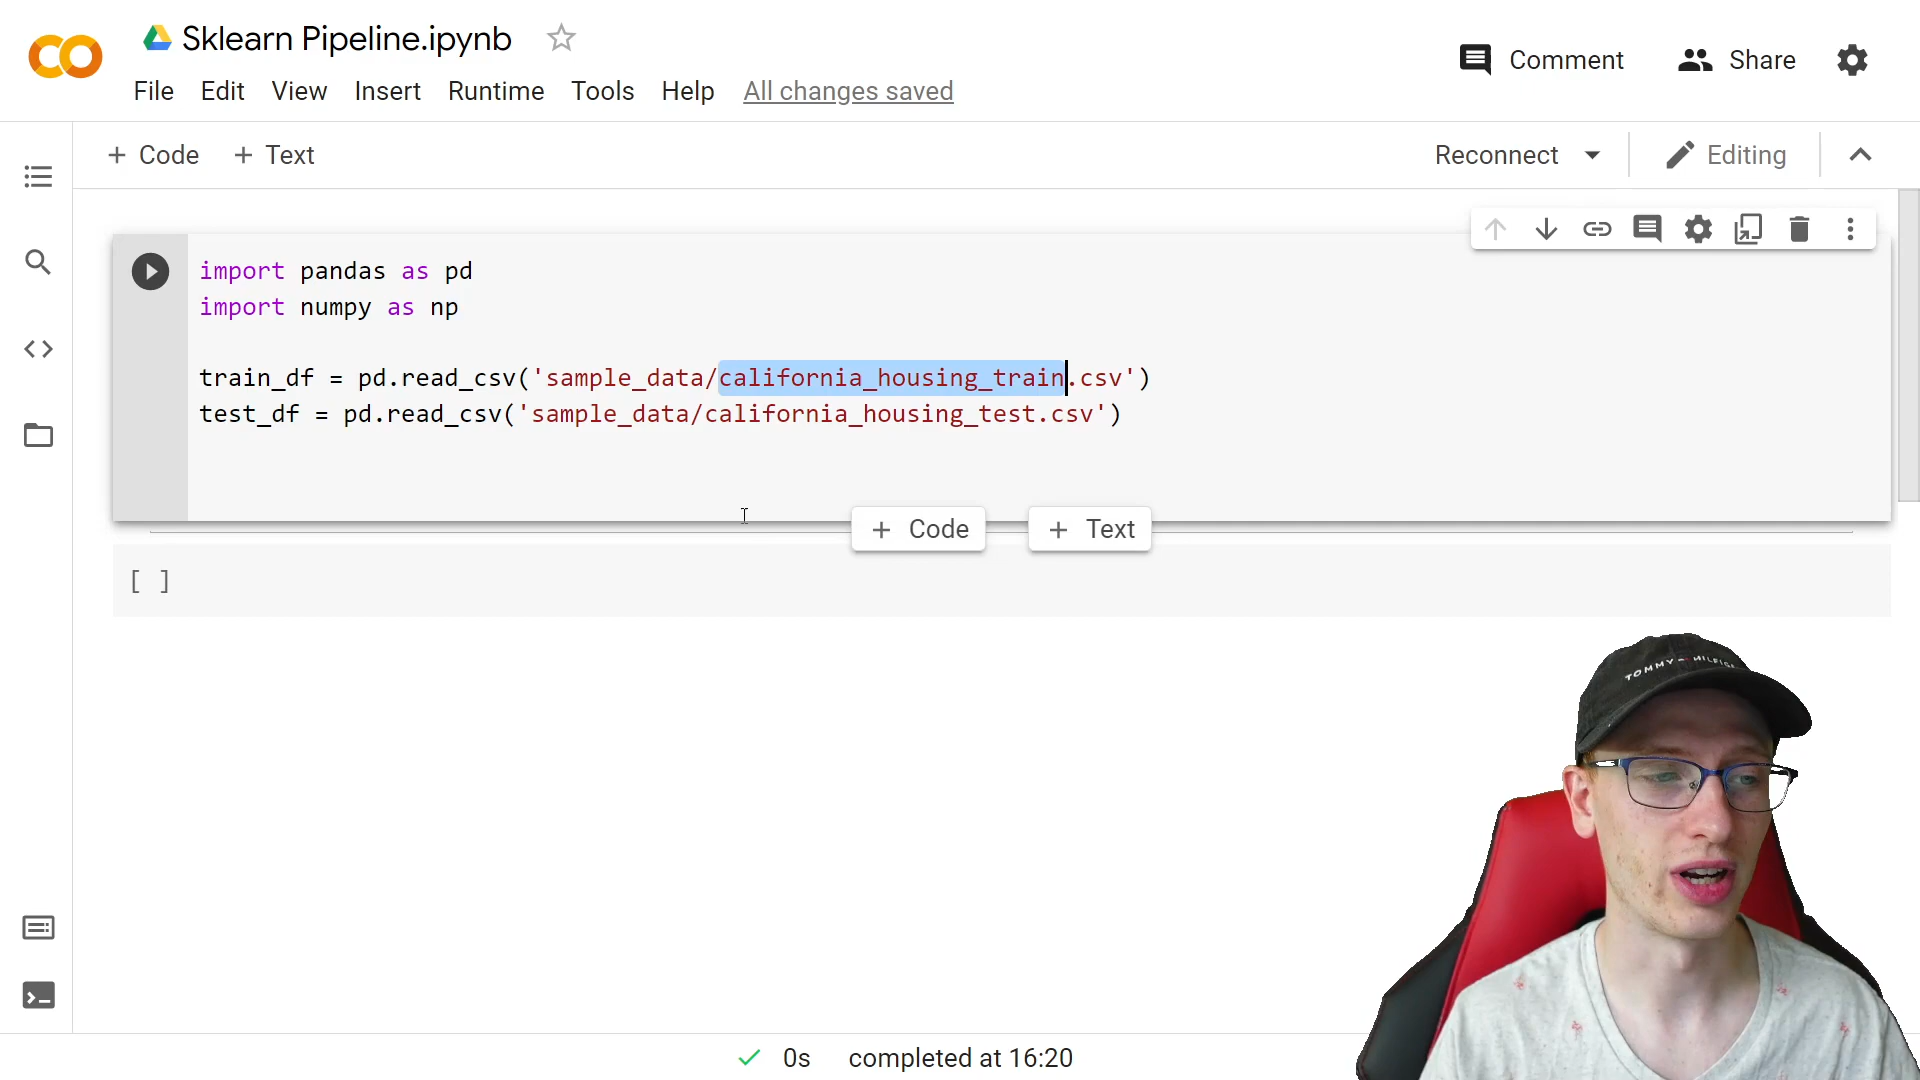 Sklearn Pipeline.ipynb
File Edit View Insert Runtime Tools Help All changes saved
Comment Share
+ Code + Text
Reconnect Editing
import pandas as pd
import numpy as np
train_df = pd.read_csv('sample_data/california_housing_train.csv')
test_df = pd.read_csv('sample_data/california_housing_test.csv')
+ Code + Text
[ ]
TOMMY
0s completed at 16:20